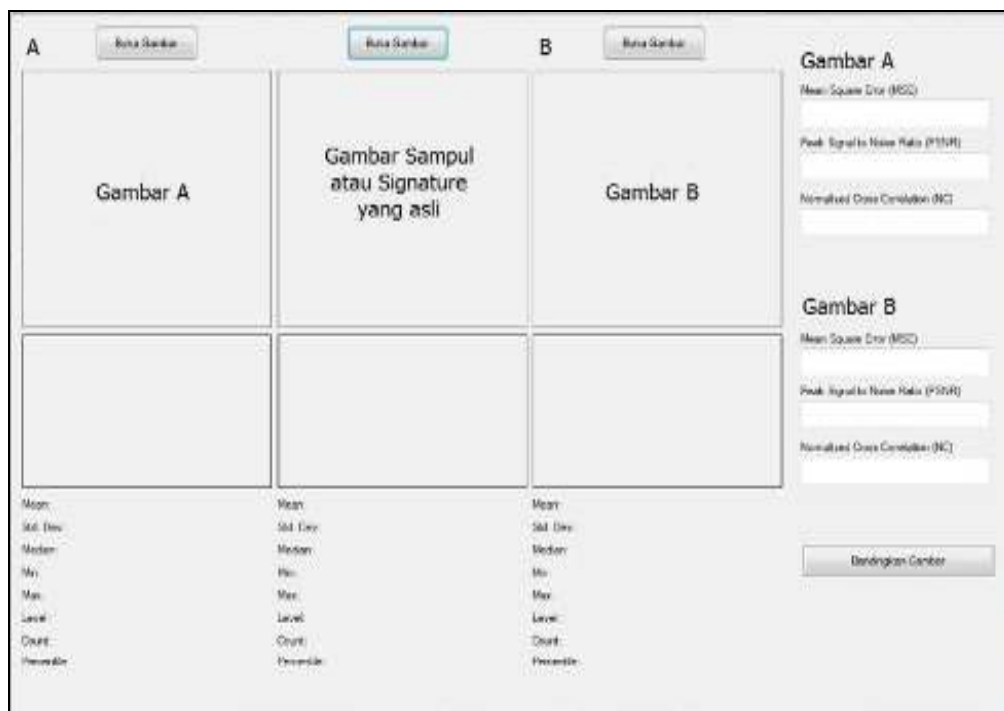 A
Buka Gambar
Buka Gambar
B
Buka Gambar
Gambar A
Gambar Sampul
atau Signature
yang asli
Gambar B
Gambar A
Mean Square Error (MSE)
Peak Signal to Noise Ratio (PSNR)
Normalized Cross Correlation (NC)
Gambar B
Mean Square Error (MSE)
Peak Signal to Noise Ratio (PSNR)
Normalized Cross Correlation (NC)
Bandingkan Gambar
Mean:
Std. Dev:
Median:
Min:
Max:
Level:
Count:
Percentile:
Mean:
Std. Dev:
Median:
Min:
Max:
Level:
Count:
Percentile:
Mean:
Std. Dev:
Median:
Min:
Max:
Level:
Count:
Percentile: